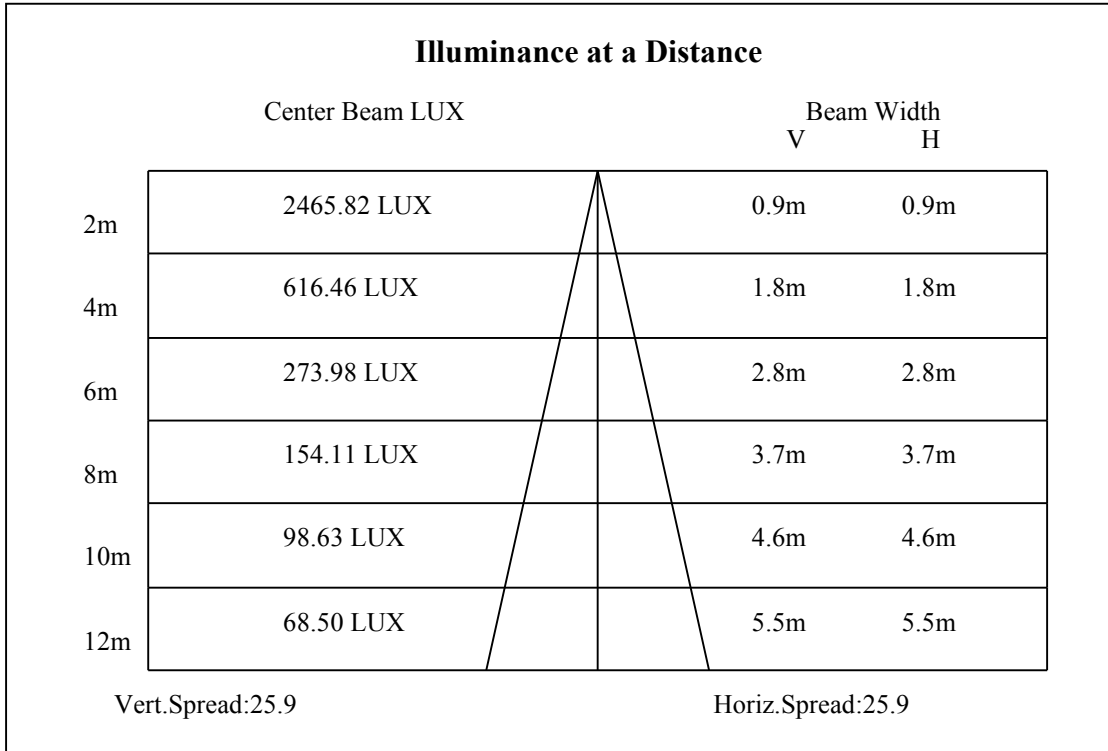 Illuminance at a Distance
Center Beam LUX Beam Width
V H
2m 2465.82 LUX 0.9m 0.9m
4m 616.46 LUX 1.8m 1.8m
6m 273.98 LUX 2.8m 2.8m
8m 154.11 LUX 3.7m 3.7m
10m 98.63 LUX 4.6m 4.6m
12m 68.50 LUX 5.5m 5.5m
Vert.Spread:25.9 Horiz.Spread:25.9